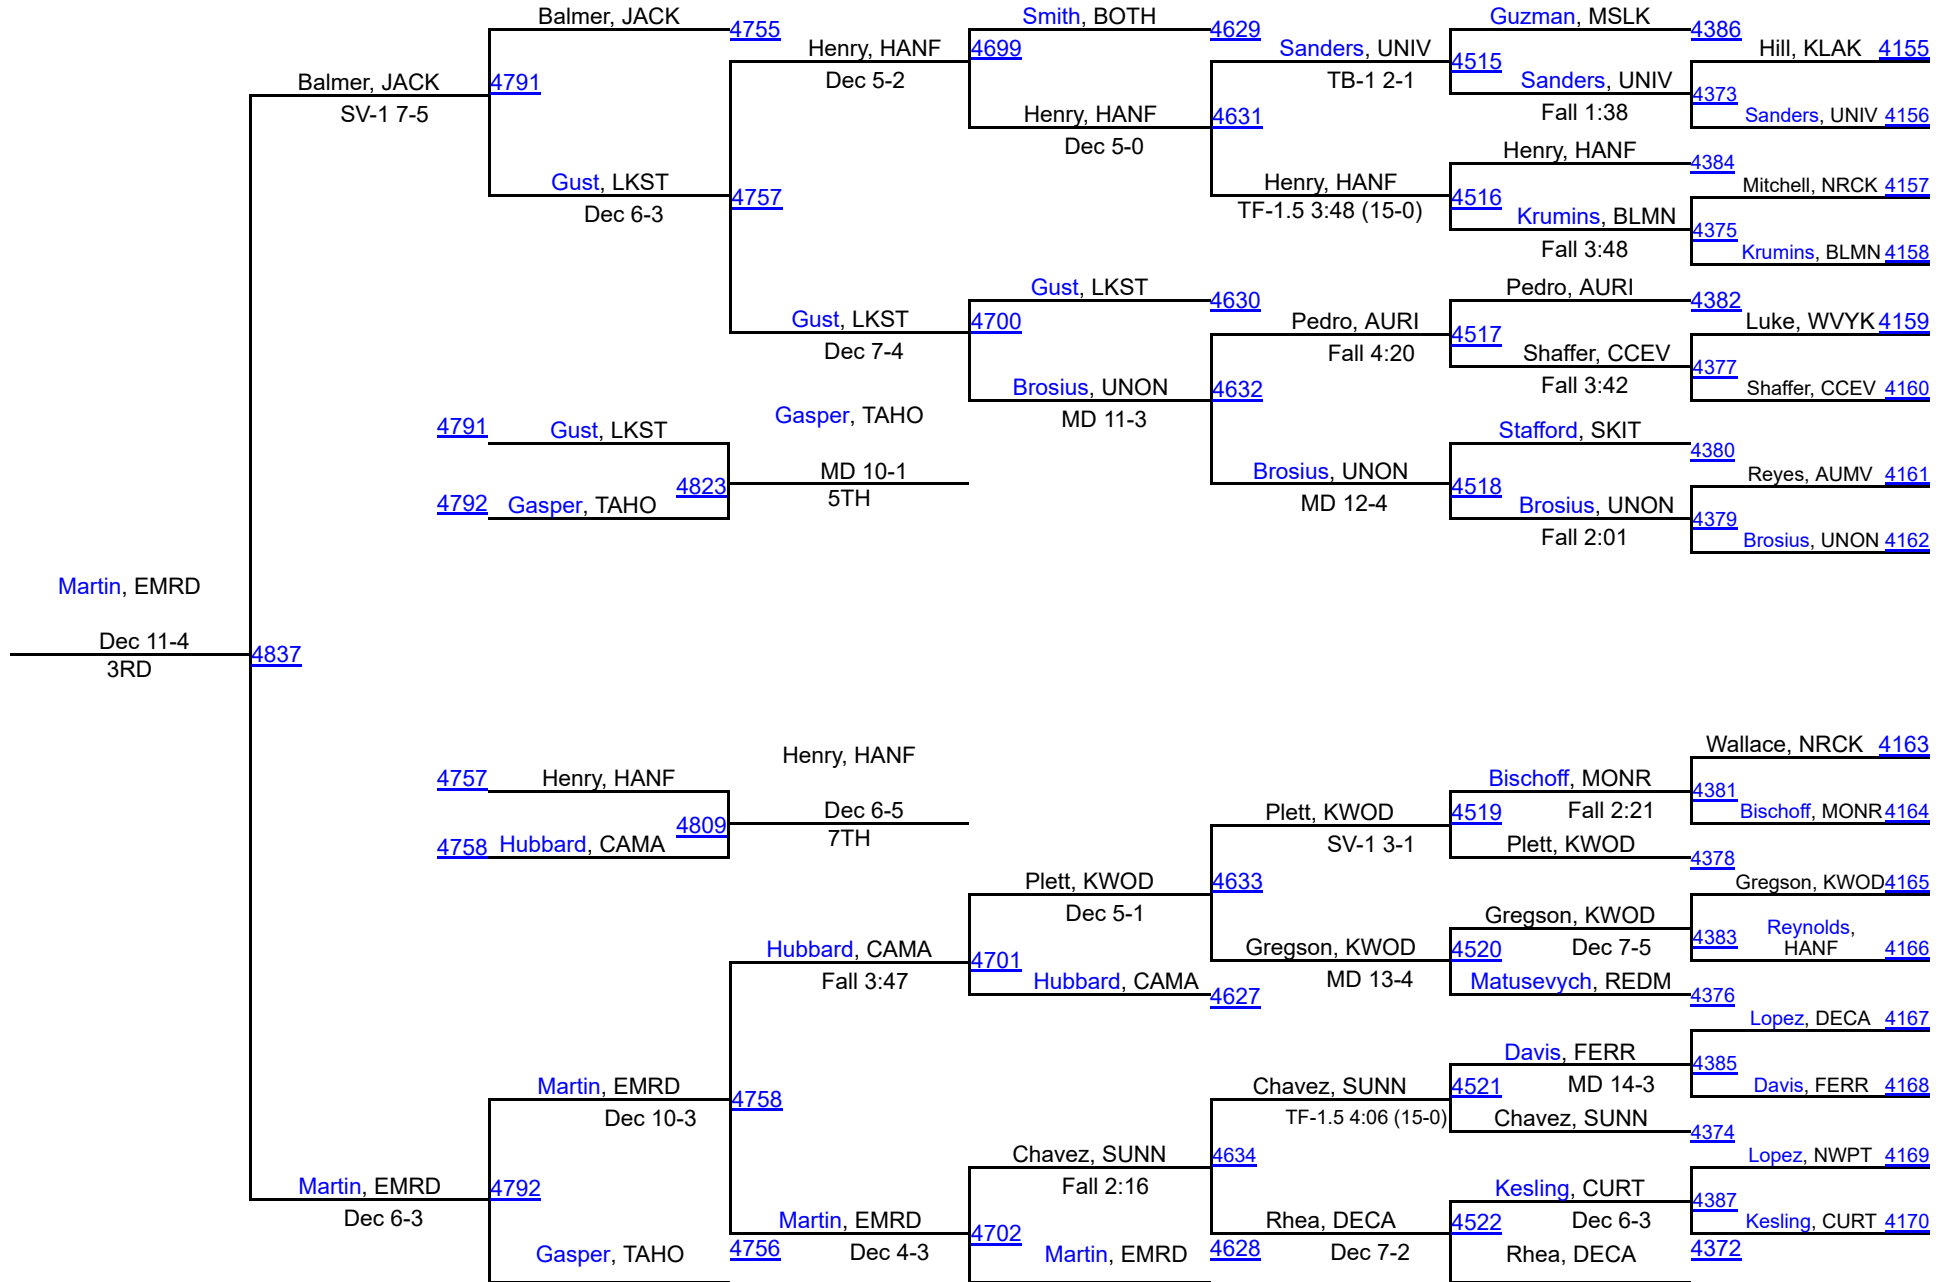 Balmer, JACK
4755
Smith, BOTH
4629
Guzman, MSLK
4386
Henry, HANF
4699
Sanders, UNIV
Hill, KLAK 4155
Balmer, JACK
4791
Dec 5-2
TB-1 2-1
4515
Sanders, UNIV
4373
SV-1 7-5
Henry, HANF
4631
Fall 1:38
Sanders, UNIV 4156
Dec 5-0
Henry, HANF
4384
Gust, LKST
4757
Henry, HANF
4516
Mitchell, NRCK 4157
Dec 6-3
TF-1.5 3:48 (15-0)
Krumins, BLMN
4375
Fall 3:48
Krumins, BLMN 4158
Gust, LKST
4630
Pedro, AURI
4382
Gust, LKST
4700
Pedro, AURI
4517
Luke, WVYK 4159
Dec 7-4
Fall 4:20
Shaffer, CCEV
4377
Brosius, UNON
4632
Fall 3:42
Shaffer, CCEV 4160
4791
Gust, LKST
Gasper, TAHO
MD 11-3
Stafford, SKIT
4380
MD 10-1
Brosius, UNON
4518
Reyes, AUMV 4161
4792
Gasper, TAHO
4823
5TH
MD 12-4
Brosius, UNON
4379
Fall 2:01
Brosius, UNON 4162
Martin, EMRD
Dec 11-4
4837
3RD
Henry, HANF
Wallace, NRCK 4163
4757
Henry, HANF
Bischoff, MONR
4381
Dec 6-5
Plett, KWOD
4519
Fall 2:21
Bischoff, MONR 4164
4758
Hubbard, CAMA
4809
7TH
SV-1 3-1
Plett, KWOD
4378
Plett, KWOD
4633
Gregson, KWOD 4165
Dec 5-1
Gregson, KWOD
4383
Reynolds,
HANF 4166
Hubbard, CAMA
4701
Gregson, KWOD
4520
Dec 7-5
Fall 3:47
Hubbard, CAMA
4627
MD 13-4
Matusevych, REDM
4376
Lopez, DECA 4167
Davis, FERR
4385
Martin, EMRD
4758
Chavez, SUNN
4521
MD 14-3
Davis, FERR 4168
Dec 10-3
TF-1.5 4:06 (15-0)
Chavez, SUNN
4374
Chavez, SUNN
4634
Lopez, NWPT 4169
Martin, EMRD
4792
Fall 2:16
Kesling, CURT
4387
Dec 6-3
Martin, EMRD
4702
Rhea, DECA
4522
Dec 6-3
Kesling, CURT 4170
Gasper, TAHO
4756
Dec 4-3
Martin, EMRD
4628
Dec 7-2
Rhea, DECA
4372